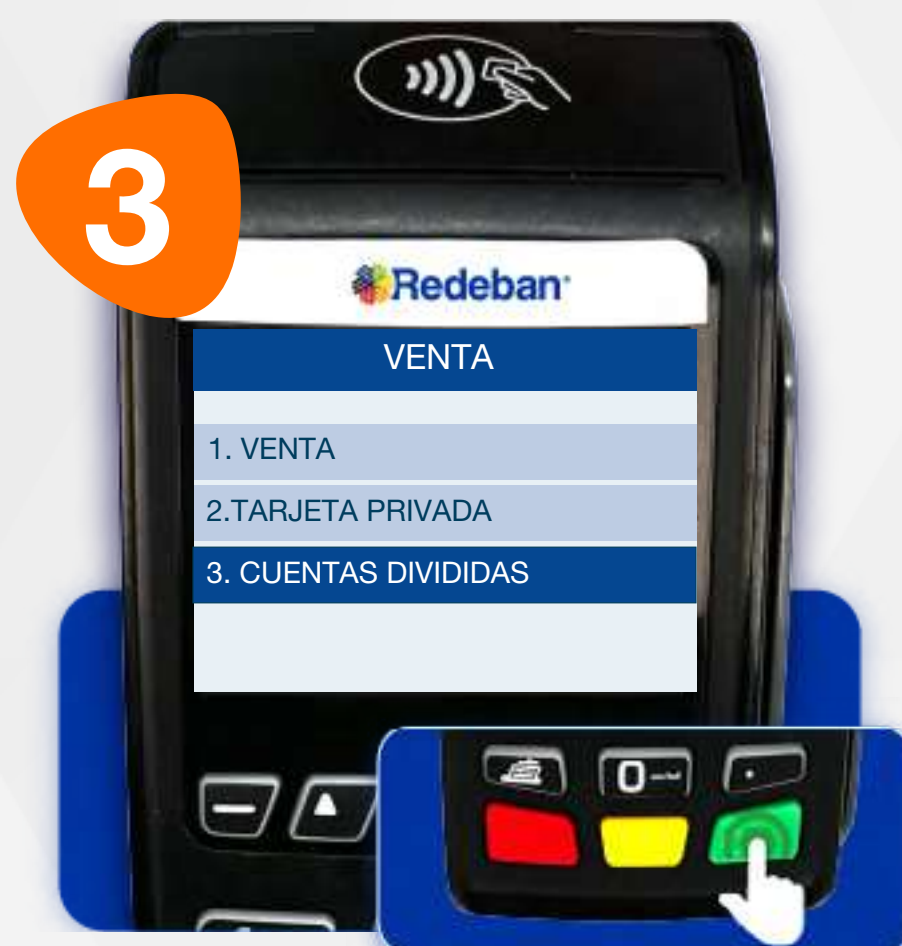 3
Redeban
VENTA
1. VENTA
2.TARJETA PRIVADA
3. CUENTAS DIVIDIDAS
0